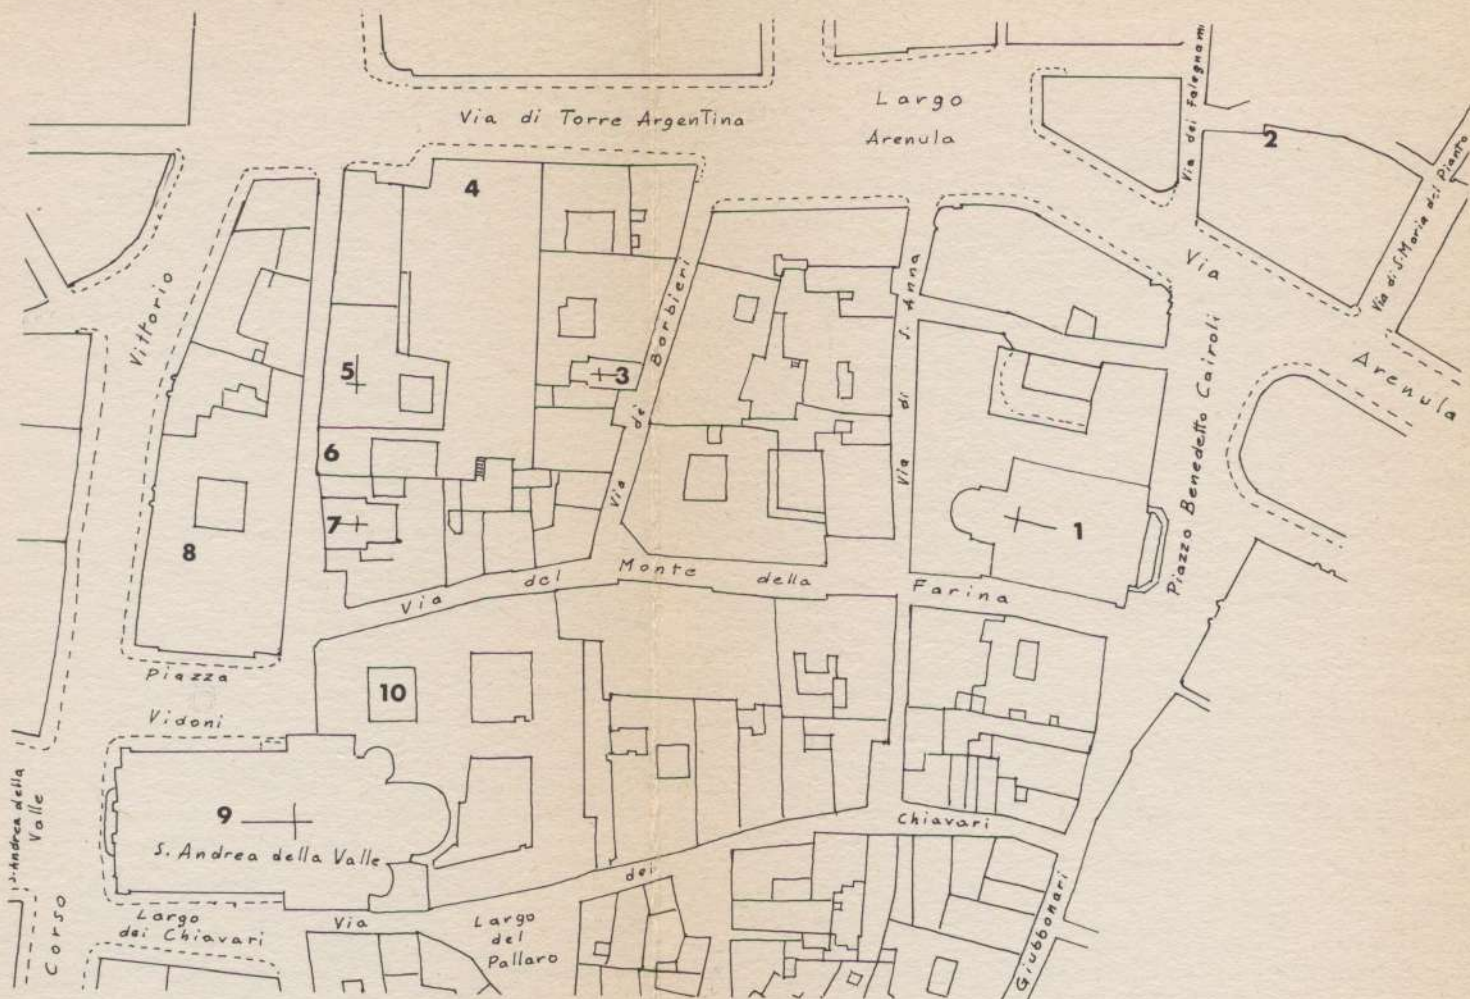 Via di Torre Argentina
Largo
Arenula
Via dei Falegnami
2
Via di S. Maria del Pianto
4
Vittorio
Via de Barbieri
Via di S. Anna
Via
Arenula
5
3
6
Piazza Benedetto Cairoli
7
1
8
Via del Monte della Farina
Piazza
Vidoni
10
S. Andrea della
Valle
9
S. Andrea della Valle
Chiavari
dei
Via
Corso
Largo
dei Chiavari
Largo
del
Pallaro
Giubbonari